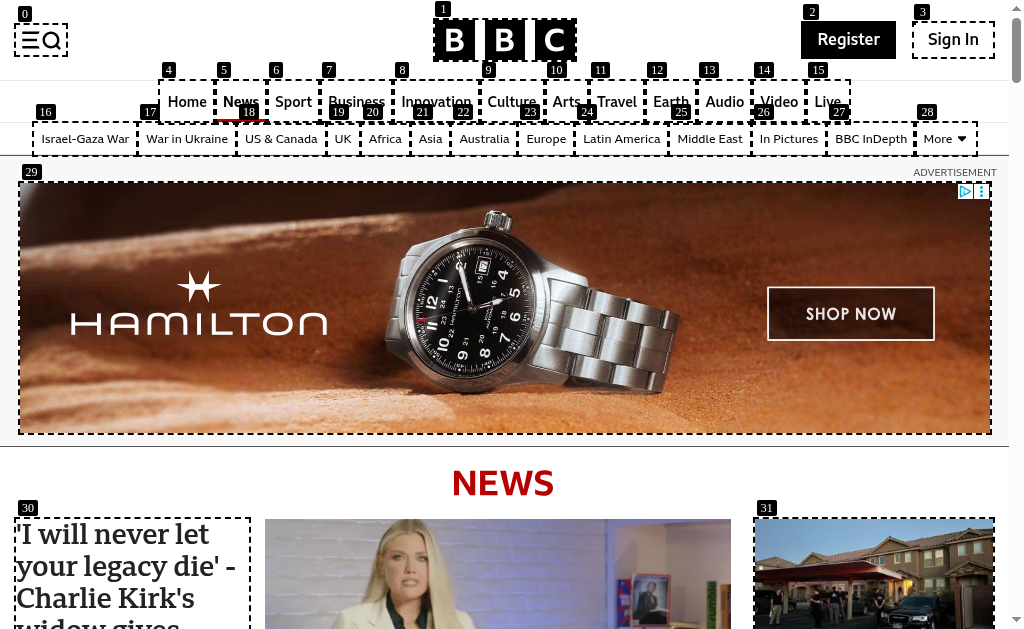 0
1
2
3
BBC
Register
Sign In
4
5
6
7
8
9
10
11
12
13
14
15
Home
News
Sport
Business
Innovation
Culture
Arts
Travel
Earth
Audio
Video
Live
16
17
18
19
20
21
22
23
24
25
26
27
28
Israel-Gaza War
War in Ukraine
US & Canada
UK
Africa
Asia
Australia
Europe
Latin America
Middle East
In Pictures
BBC InDepth
More
29
ADVERTISEMENT
HAMILTON
SHOP NOW
NEWS
30
31
'I will never let
your legacy die' -
Charlie Kirk's
widow gives